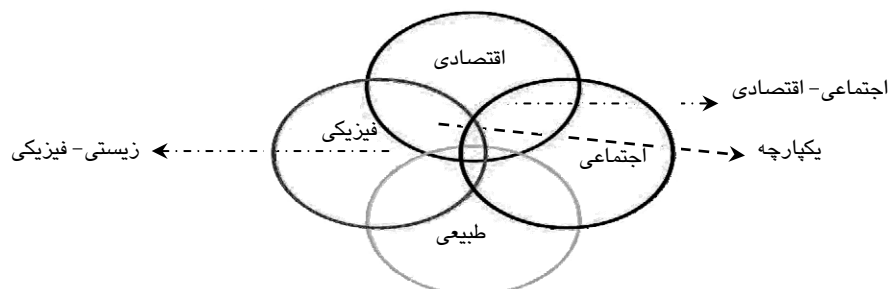 اقتصادی
اجتماعی- اقتصادی
فیزیکی
یکپارچه
اجتماعی
زیستی- فیزیکی
طبیعی